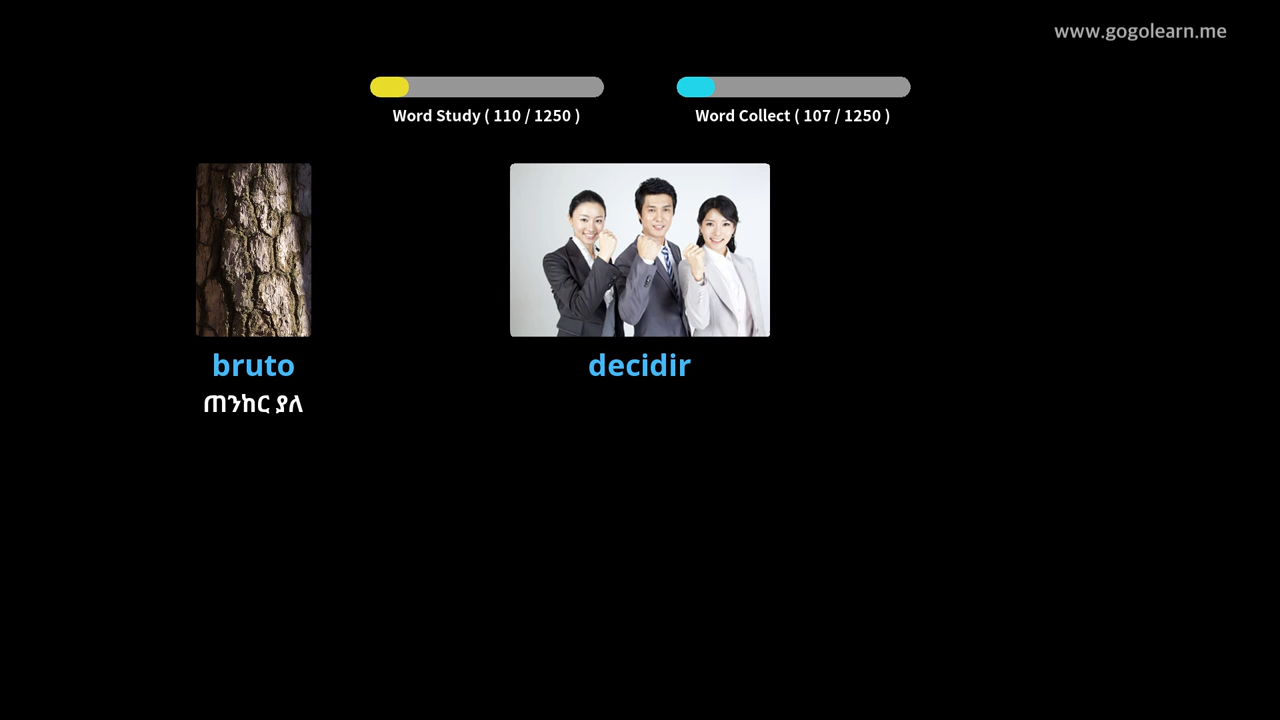 www.gogolearn.me
Word Study ( 110 / 1250 )
Word Collect ( 107 / 1250 )
bruto
ጠንከር ያለ
decidir